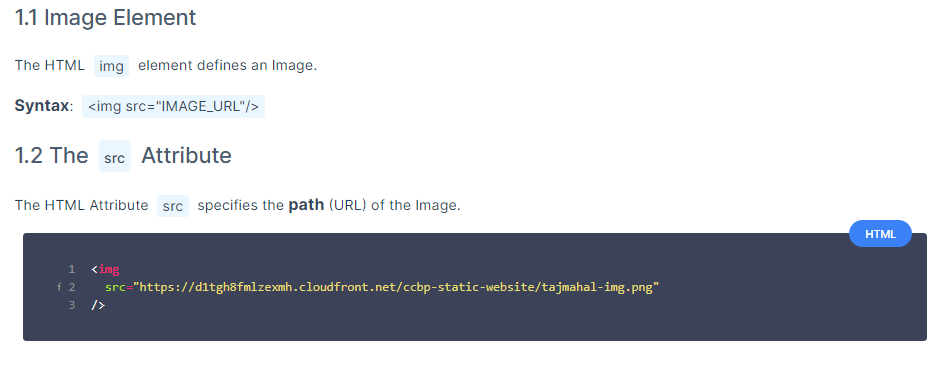 1.1 Image Element
The HTML img element defines an Image.
Syntax: <img src="IMAGE_URL"/>
1.2 The src Attribute
The HTML Attribute src specifies the path (URL) of the Image.
HTML
1 <img
i 2 src="https://d1tgh8fmlzexmh.cloudfront.net/ccbp-static-website/tajmahal-img.png"
3 />